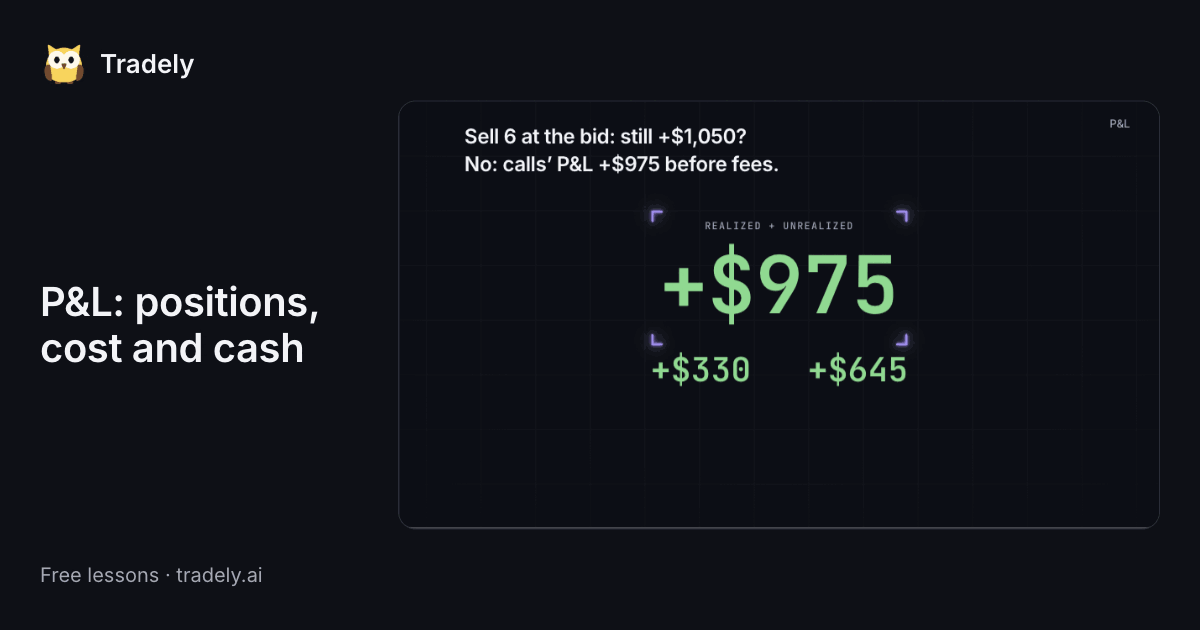 Tradely
P&L
Sell 6 at the bid: still +$1,050?
No: calls’ P&L +$975 before fees.
REALIZED + UNREALIZED
+$975
+$330 +$645
P&L: positions,
cost and cash
Free lessons · tradely.ai